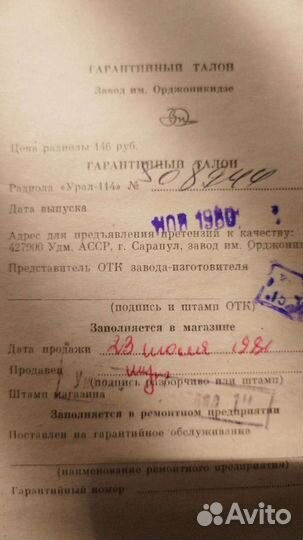 ГАРАНТИЙНЫЙ ТАЛОН
Завод им. Орджоникидзе
Цена радиолы 146 руб.
ГАРАНТИЙНЫЙ ТАЛОН
Радиола «Урал-114» № 508940
Дата выпуска НОЯ 1980
Адрес для предъявления претензий к качеству:
427900 Удм. АССР, г. Сарапул, завод им. Орджони
Представитель ОТК завода-изготовителя
(подпись и штамп ОТК)
Заполняется в магазине
Дата продажи 23 июля 1981
Продавец
(подпись разборчиво или штамп)
Штамп магазина
Заполняется в ремонтном предприятии
Поставлен на гарантийное обслуживание
(наименование ремонтного предприятия)
Гарантийный номер
Avito